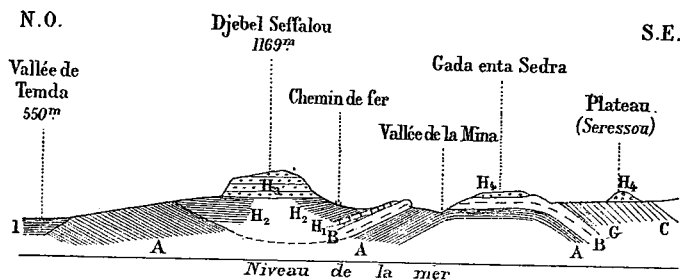 N.O.
S.E.
Djebel Seffalou
1169m
Vallée de
Temda
550m
Chemin de fer
Gada enta Sedra
Vallée de la Mina
Plateau.
(Seressou)
H3
H4
H4
H2
H2
H1
B
1
A
A
A
B
G
C
Niveau de la mer